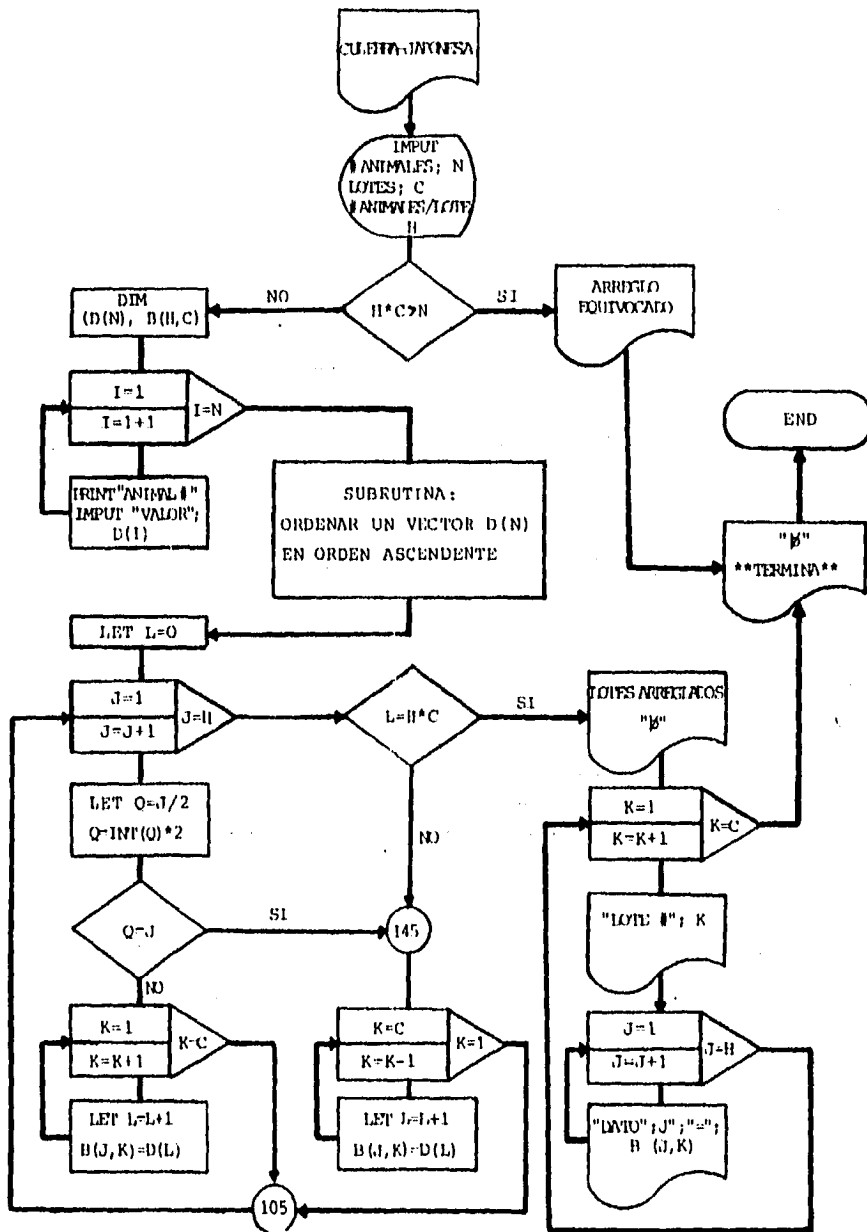 CULEBRA-JAPONESA
IMPUT
#ANIMALES; N
LOTES; C
#ANIMALES/LOTE
H
H*C>N
NO
SI
DIM
(D(N), B(H,C)
ARREGLO
EQUIVOCADO
I=1
I=1+1
I=N
PRINT"ANIMAL#"
IMPUT "VALOR";
D(I)
SUBRUTINA:
ORDENAR UN VECTOR D(N)
EN ORDEN ASCENDENTE
END
**TERMINA**
LET L=0
J=1
J=J+1
J=H
L=H*C
SI
NO
LOTES ARREGLADOS
LET Q=J/2
Q=INT(Q)*2
K=1
K=K+1
K=C
Q=J
SI
NO
145
"LOTE #"; K
K=1
K=K+1
K=C
K=C
K=K-1
K=1
J=1
J=J+1
J=H
LET L=L+1
B(J,K)=D(L)
LET L=L+1
B(J,K)=D(L)
"DATO";J";"=";
B (J,K)
105